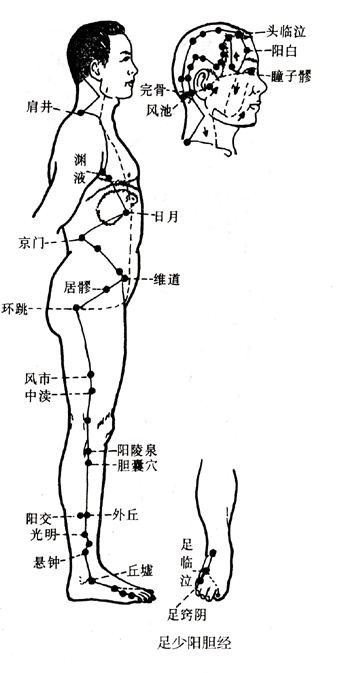 头临泣
阳白
瞳子髎
完骨
风池
肩井
渊液
日月
京门
维道
居髎
环跳
风市
中渎
阳陵泉
胆囊穴
阳交
外丘
光明
悬钟
丘墟
足临泣
足窍阴
足少阳胆经